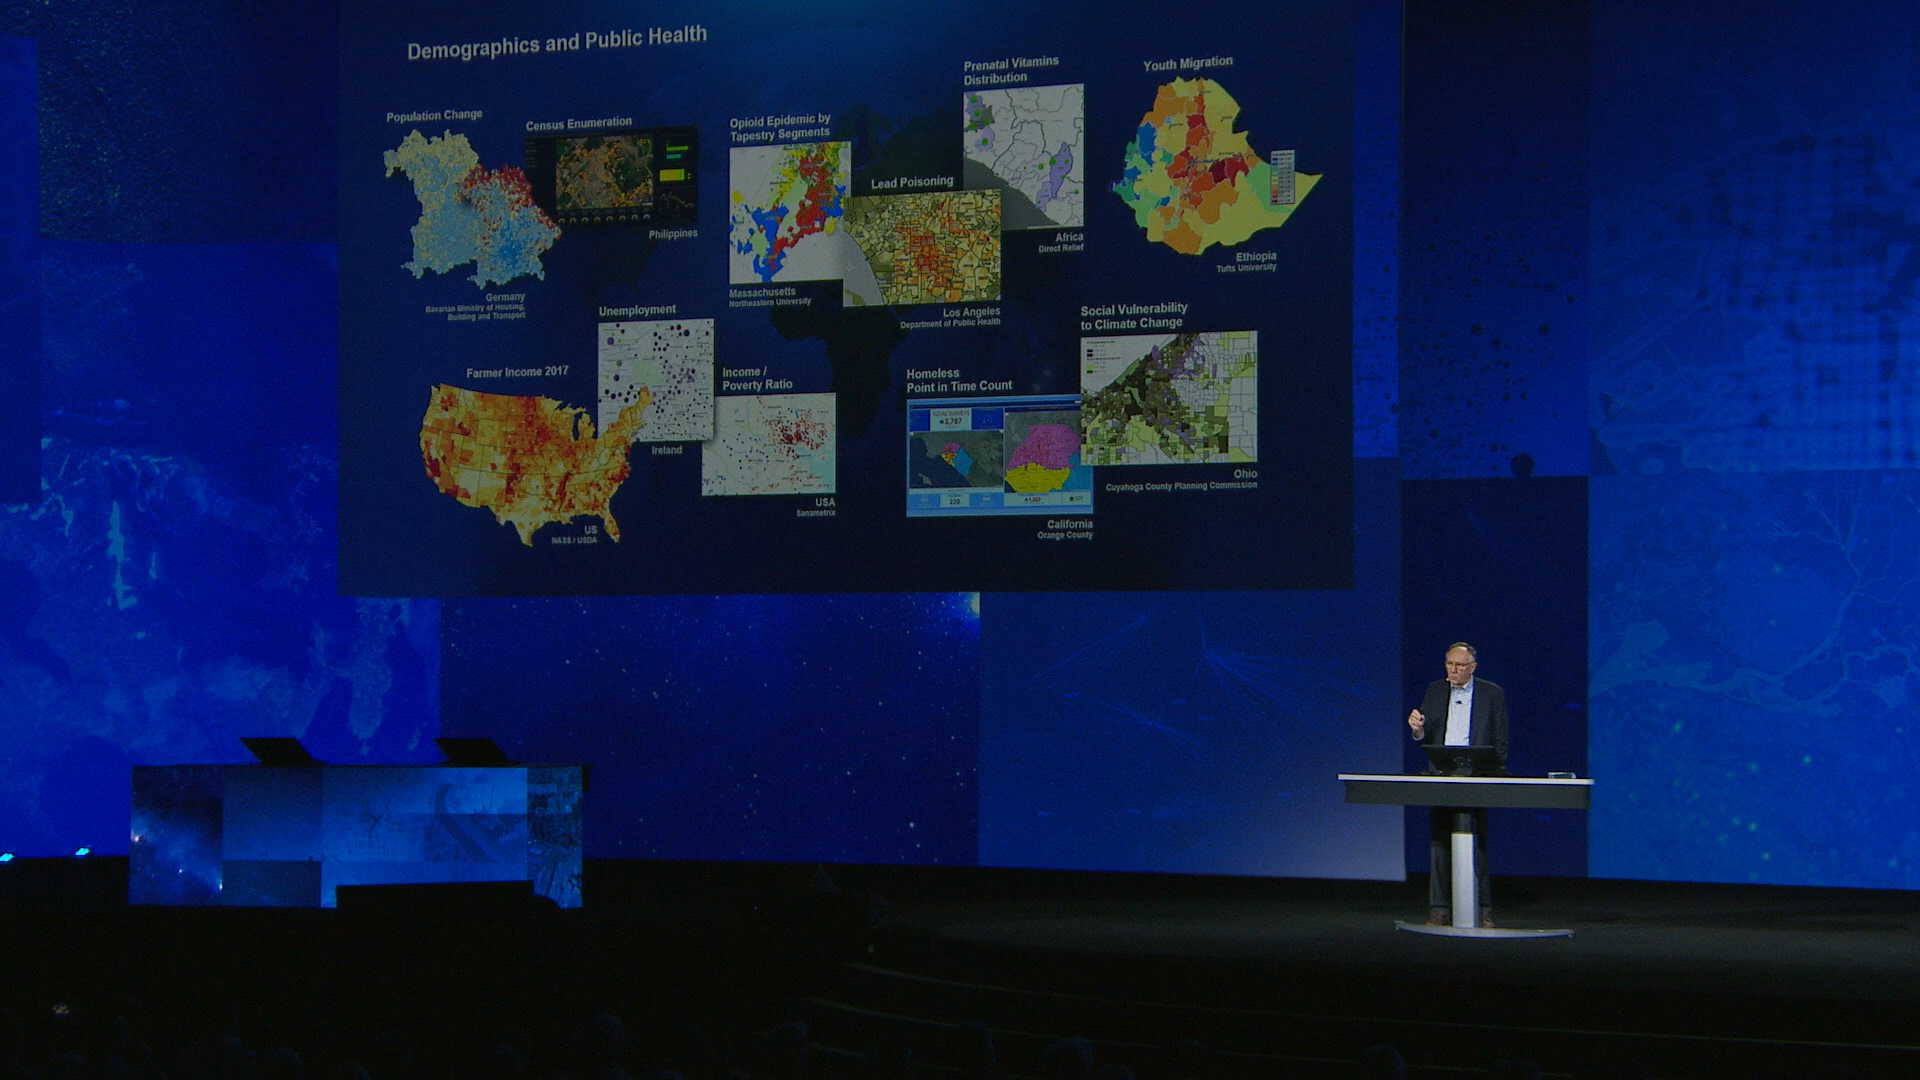 Demographics and Public Health
Population Change
Germany
Bavarian Ministry of Housing,
Building and Transport
Census Enumeration
Philippines
Opioid Epidemic by
Tapestry Segments
Massachusetts
Northeastern University
Lead Poisoning
Los Angeles
Department of Public Health
Prenatal Vitamins
Distribution
Africa
Direct Relief
Youth Migration
Ethiopia
Tufts University
Farmer Income 2017
US
NASS / USDA
Unemployment
Ireland
Income /
Poverty Ratio
USA
Sanametrix
Homeless
Point in Time Count
TOTAL SURVEYS
California
Orange County
Social Vulnerability
to Climate Change
Ohio
Cuyahoga County Planning Commission